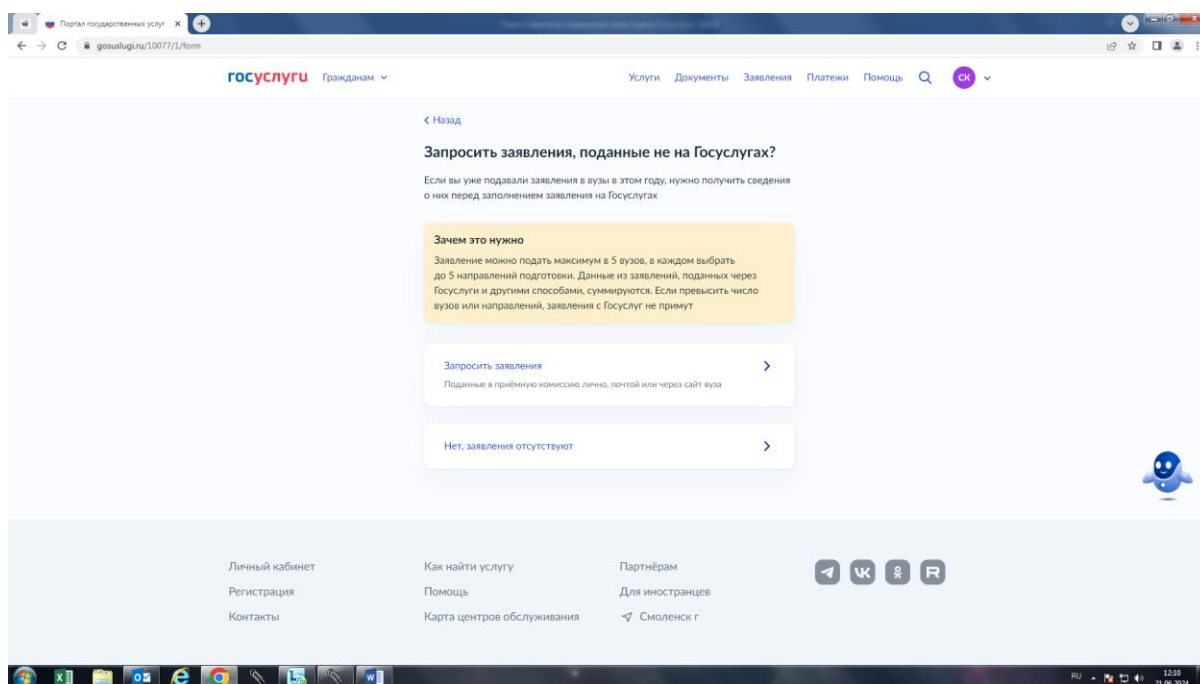 Портал государственных услуг
gosuslugi.ru/10077/1/form
госуслуги Гражданам Услуги Документы Заявления Платежи Помощь СК
Назад
Запросить заявления, поданные не на Госуслугах?
Если вы уже подавали заявления в вузы в этом году, нужно получить сведения
о них перед заполнением заявления на Госуслугах
Зачем это нужно
Заявление можно подать максимум в 5 вузов, в каждом выбрать
до 5 направлений подготовки. Данные из заявлений, поданных через
Госуслуги и другими способами, суммируются. Если превысить число
вузов или направлений, заявления с Госуслуг не примут
Запросить заявления
Поданные в приёмную комиссию лично, почтой или через сайт вуза
Нет, заявления отсутствуют
Личный кабинет Как найти услугу Партнёрам
Регистрация Помощь Для иностранцев
Контакты Карта центров обслуживания Смоленск г
RU 12:10
21.06.2024